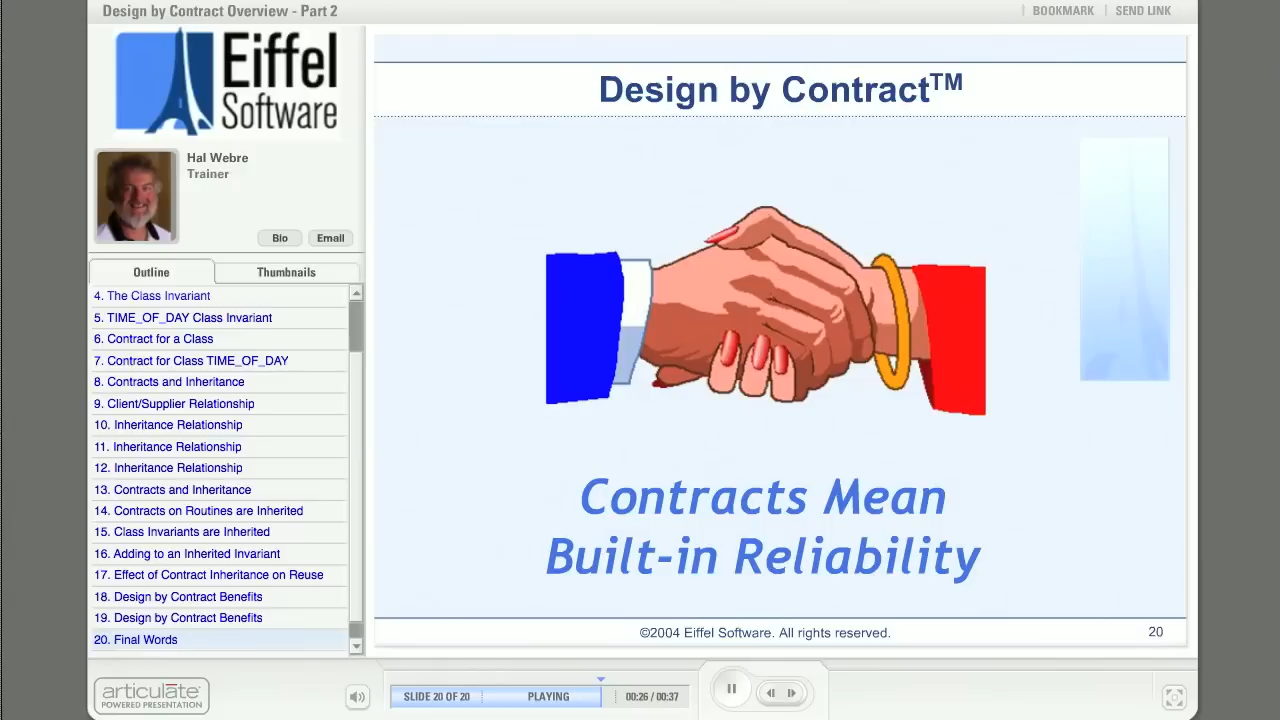 Design by Contract Overview - Part 2
BOOKMARK
SEND LINK
Eiffel
Software
Hal Webre
Trainer
Bio
Email
Outline
Thumbnails
4. The Class Invariant
5. TIME_OF_DAY Class Invariant
6. Contract for a Class
7. Contract for Class TIME_OF_DAY
8. Contracts and Inheritance
9. Client/Supplier Relationship
10. Inheritance Relationship
11. Inheritance Relationship
12. Inheritance Relationship
13. Contracts and Inheritance
14. Contracts on Routines are Inherited
15. Class Invariants are Inherited
16. Adding to an Inherited Invariant
17. Effect of Contract Inheritance on Reuse
18. Design by Contract Benefits
19. Design by Contract Benefits
20. Final Words
Design by Contract™
Contracts Mean
Built-in Reliability
©2004 Eiffel Software. All rights reserved.
20
articulate
POWERED PRESENTATION
SLIDE 20 OF 20
PLAYING
00:26 / 00:37